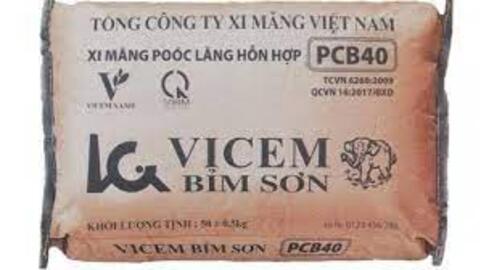 TỔNG CÔNG TY XI MĂNG VIỆT NAM
XI MĂNG POÓC LĂNG HỖN HỢP PCB40
TCVN 6260:2009
QCVN 16:2017/BXD
VICEM
BỈM SƠN
KHỐI LƯỢNG TỊNH: 50 ± 0.5kg
VICEM BỈM SƠN PCB40